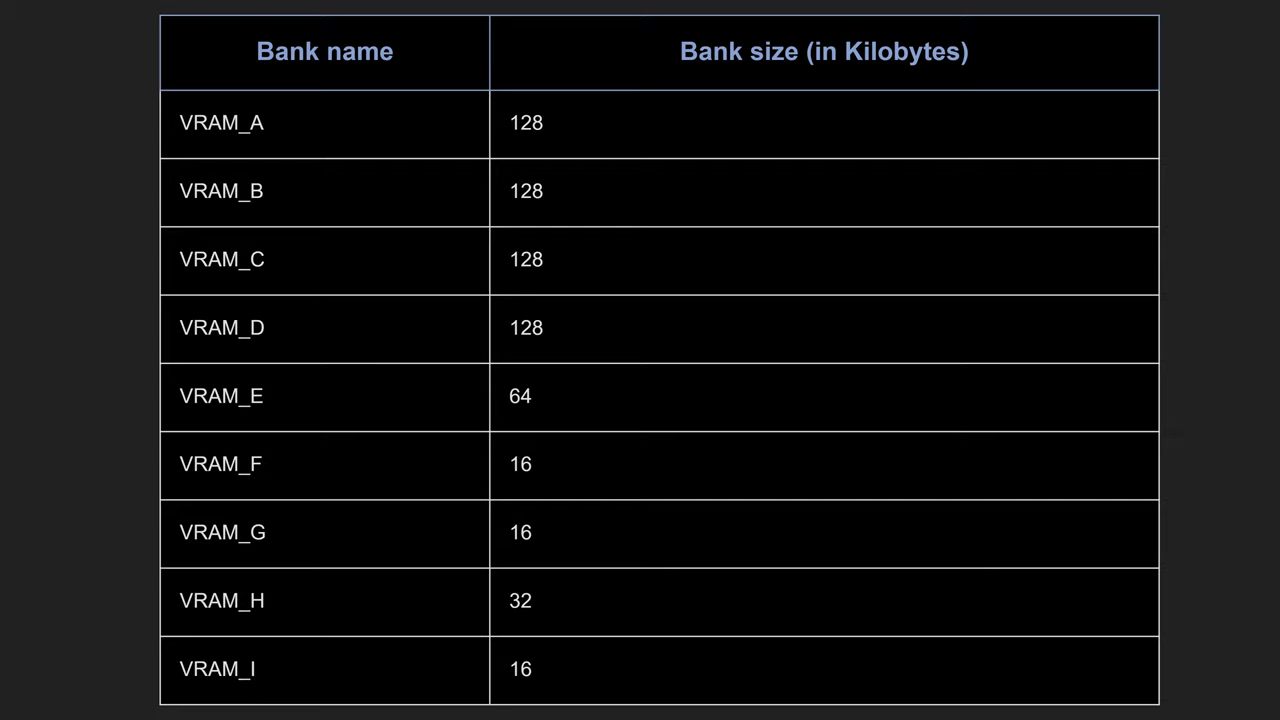 Bank name Bank size (in Kilobytes)
VRAM_A 128
VRAM_B 128
VRAM_C 128
VRAM_D 128
VRAM_E 64
VRAM_F 16
VRAM_G 16
VRAM_H 32
VRAM_I 16